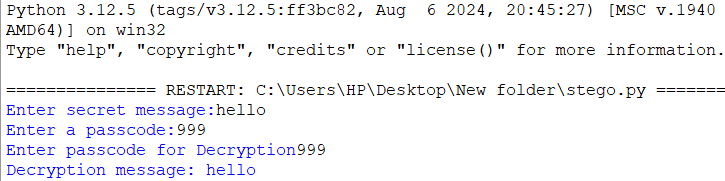 Python 3.12.5 (tags/v3.12.5:ff3bc82, Aug  6 2024, 20:45:27) [MSC v.1940
AMD64)] on win32
Type "help", "copyright", "credits" or "license()" for more information.
=============== RESTART: C:\Users\HP\Desktop\New folder\stego.py =======
Enter secret message:hello
Enter a passcode:999
Enter passcode for Decryption999
Decryption message: hello